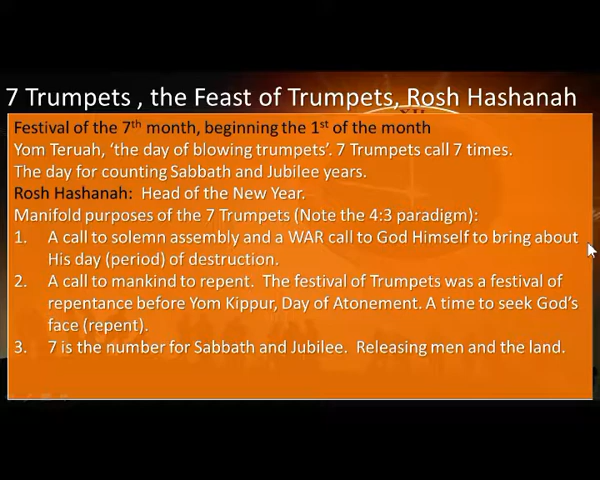 7 Trumpets , the Feast of Trumpets, Rosh Hashanah
Festival of the 7th month, beginning the 1st of the month
Yom Teruah, ‘the day of blowing trumpets’. 7 Trumpets call 7 times.
The day for counting Sabbath and Jubilee years.
Rosh Hashanah: Head of the New Year.
Manifold purposes of the 7 Trumpets (Note the 4:3 paradigm):
1. A call to solemn assembly and a WAR call to God Himself to bring about
His day (period) of destruction.
2. A call to mankind to repent. The festival of Trumpets was a festival of
repentance before Yom Kippur, Day of Atonement. A time to seek God’s
face (repent).
3. 7 is the number for Sabbath and Jubilee. Releasing men and the land.